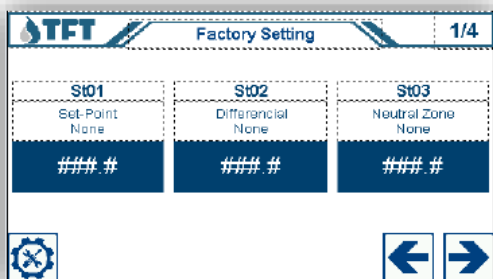 TFT
Factory Setting
1/4
St01
St02
St03
Set-Point
Differencial
Neutral Zone
None
None
None
###.#
###.#
###.#